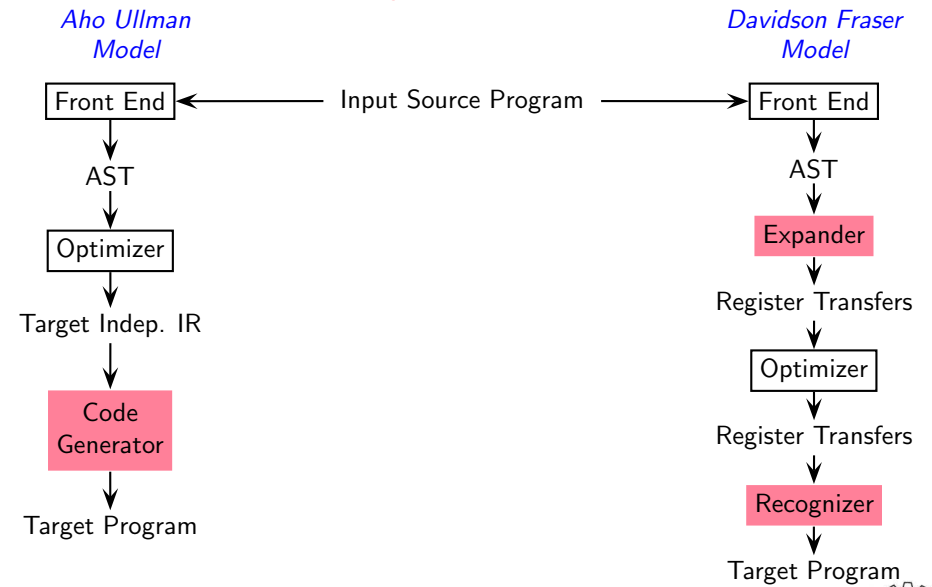 Aho Ullman
Model
Davidson Fraser
Model
Front End
Input Source Program
Front End
AST
Optimizer
Target Indep. IR
Code
Generator
Target Program
AST
Expander
Register Transfers
Optimizer
Register Transfers
Recognizer
Target Program